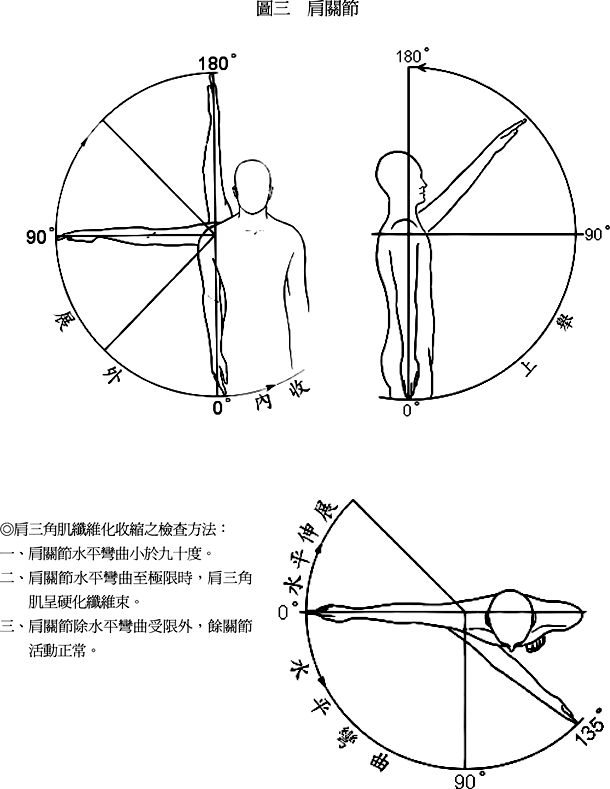 圖三　肩關節
180°
90°
0°
外展
內收
180°
90°
0°
上舉
◎肩三角肌纖維化收縮之檢查方法：
一、肩關節水平彎曲小於九十度。
二、肩關節水平彎曲至極限時，肩三角
肌呈硬化纖維束。
三、肩關節除水平彎曲受限外，餘關節
活動正常。
水平伸展
0°
水平彎曲
90°
135°